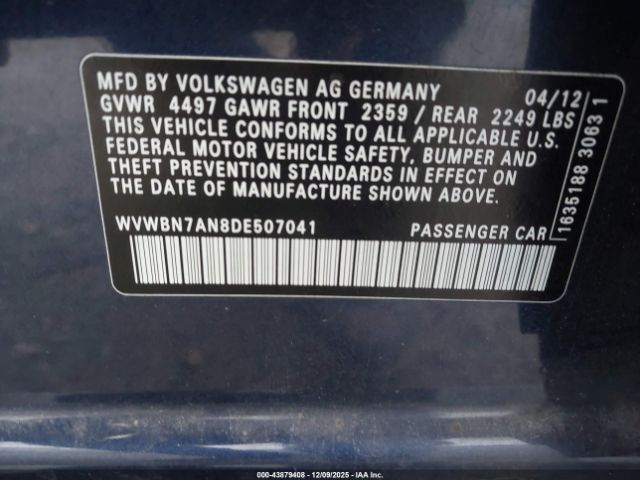 MFD BY VOLKSWAGEN AG GERMANY 04/12
GVWR 4497 GAWR FRONT 2359 / REAR 2249 LBS
THIS VEHICLE CONFORMS TO ALL APPLICABLE U.S.
FEDERAL MOTOR VEHICLE SAFETY, BUMPER AND
THEFT PREVENTION STANDARDS IN EFFECT ON
THE DATE OF MANUFACTURE SHOWN ABOVE.
WVWBN7AN8DE507041 PASSENGER CAR
1635188 3063 1
000-43879408 - 12/09/2025 - IAA Inc.